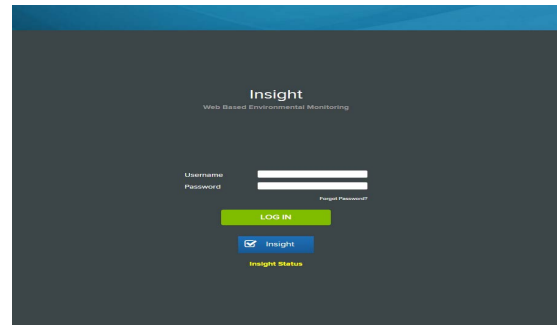 Insight
Web Based Environmental Monitoring
Username
Password
Forgot Password?
LOG IN
Insight
Insight Status